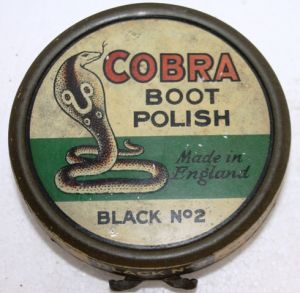 COBRA
BOOT
POLISH
Made in
England
BLACK Nº2